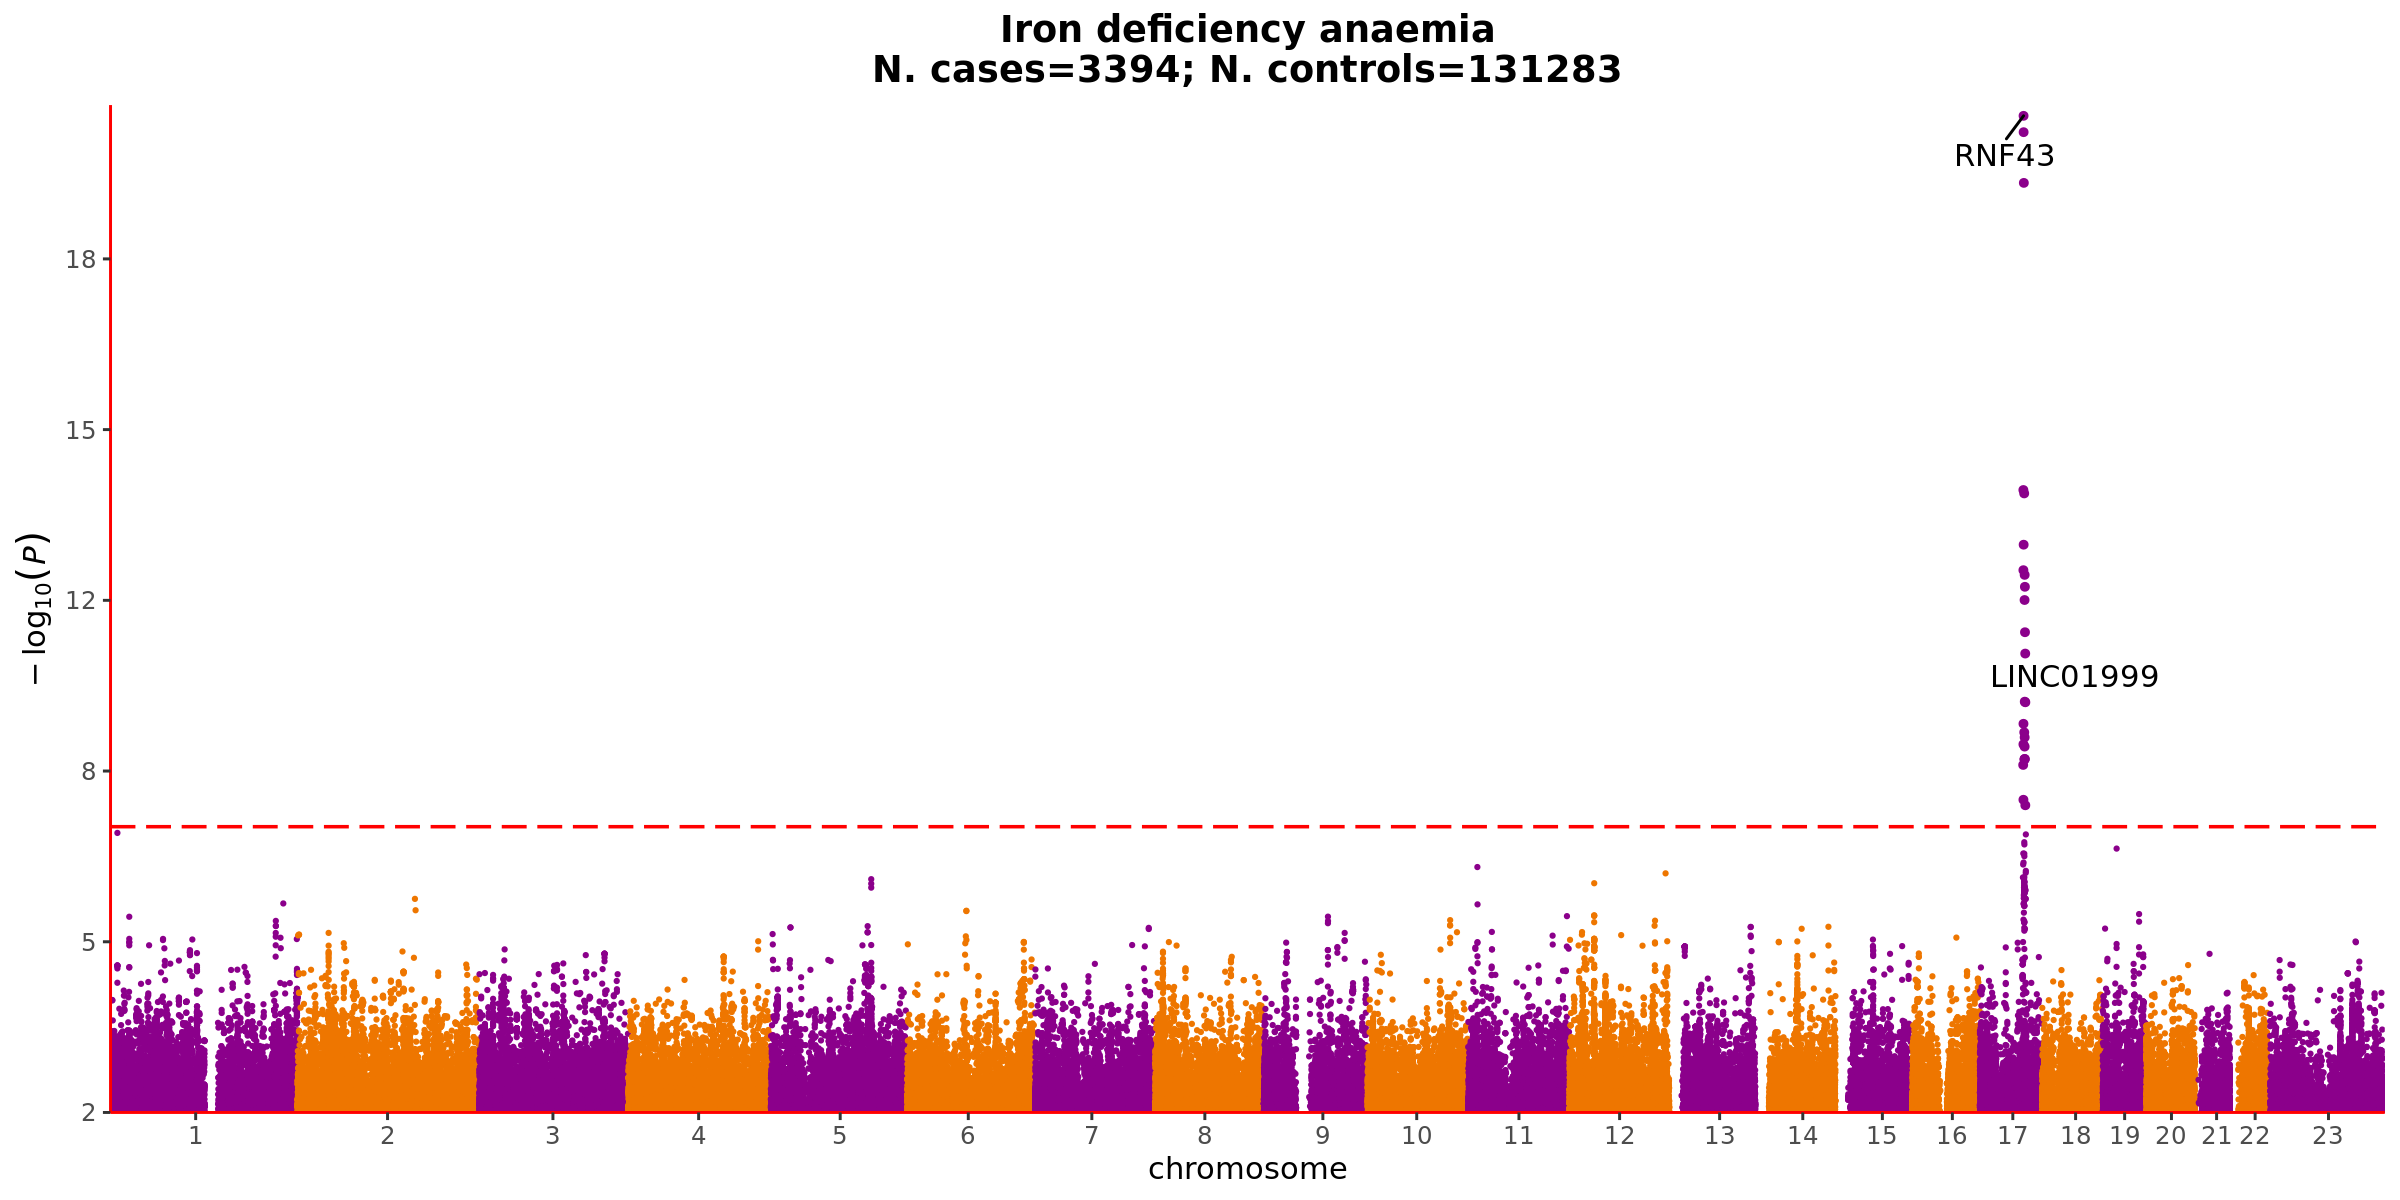 Iron deficiency anaemia
N. cases=3394; N. controls=131283
RNF43
LINC01999
18
15
12
8
5
2
− log10(P)
1 2 3 4 5 6 7 8 9 10 11 12 13 14 15 16 17 18 19 20 21 22 23
chromosome